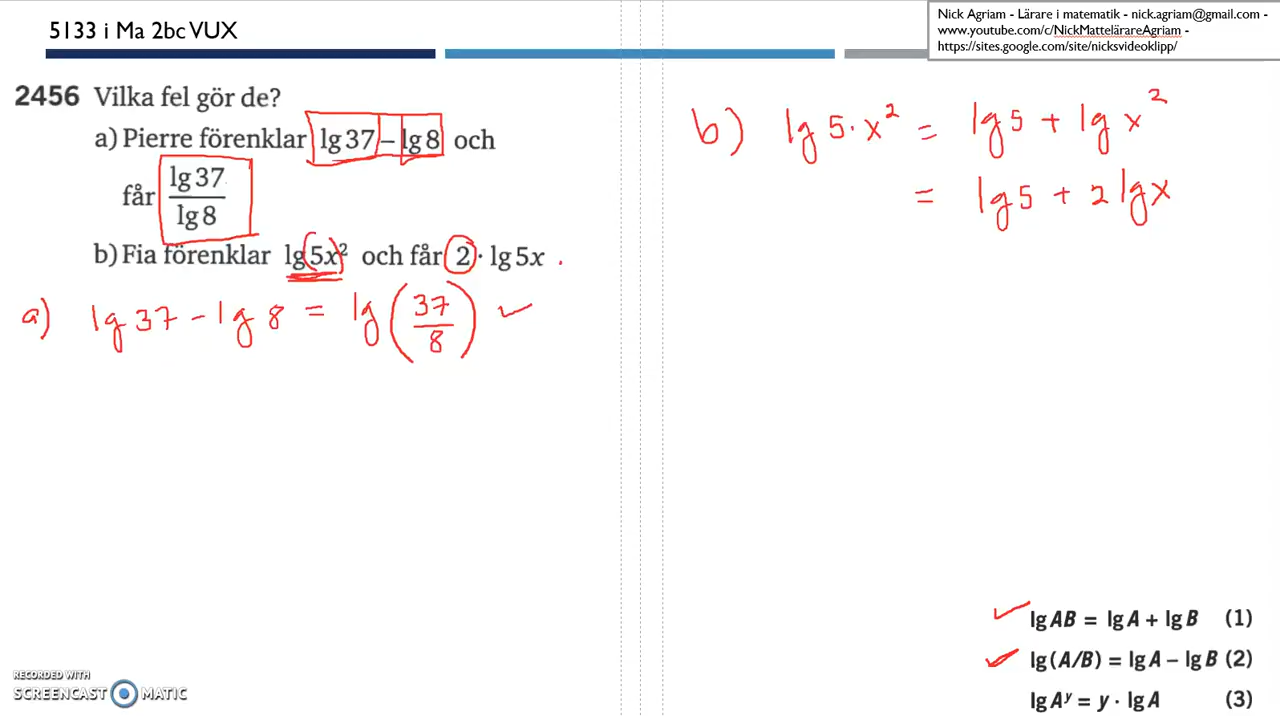 5133 i Ma 2bc VUX
Nick Agriam - Lärare i matematik - nick.agriam@gmail.com -
www.youtube.com/c/NickMattelärareAgriam -
https://sites.google.com/site/nicksvideoklipp/
2456 Vilka fel gör de?
a) Pierre förenklar lg 37 – lg 8 och
får lg 37 / lg 8
b) Fia förenklar lg 5x² och får 2 · lg 5x
a) lg 37 - lg 8 = lg (37/8) ✓
b) lg 5·x² = lg 5 + lg x²
= lg 5 + 2 lg x
✓ lg AB = lg A + lg B (1)
✓ lg (A/B) = lg A – lg B (2)
lg Aʸ = y · lg A (3)
RECORDED WITH
SCREENCAST MATIC